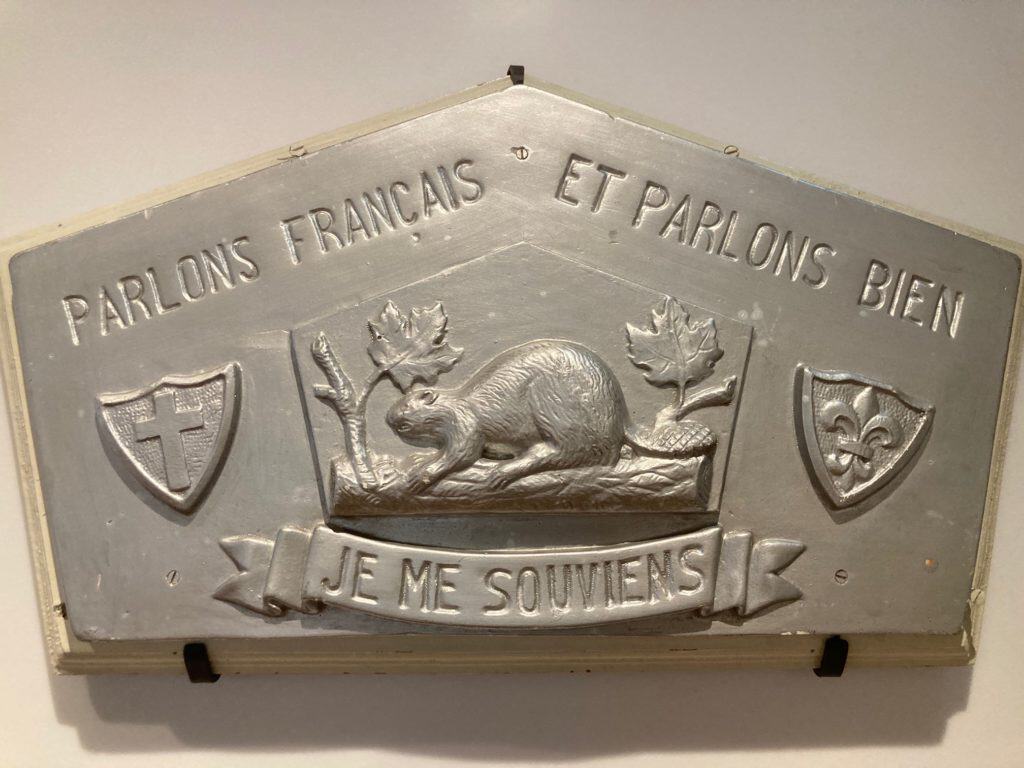 PARLONS FRANÇAIS ET PARLONS BIEN
JE ME SOUVIENS